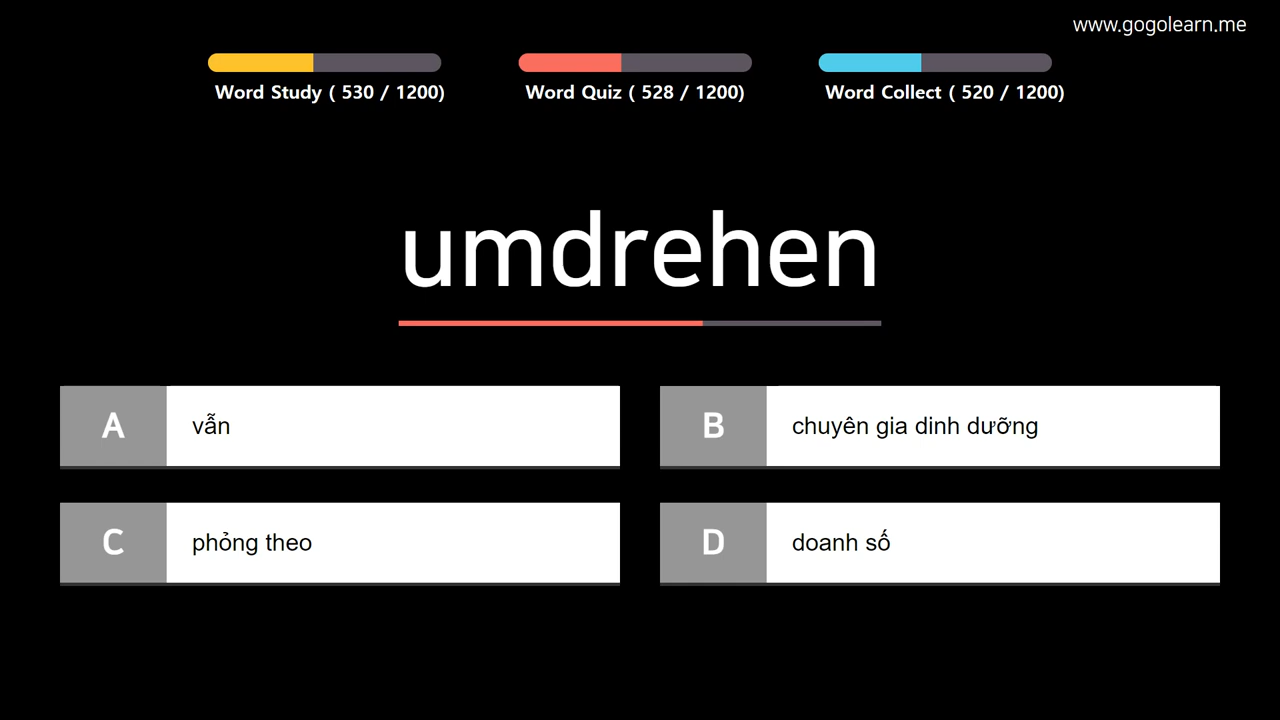 www.gogolearn.me
Word Study ( 530 / 1200)
Word Quiz ( 528 / 1200)
Word Collect ( 520 / 1200)
umdrehen
A
vẫn
B
chuyên gia dinh dưỡng
C
phỏng theo
D
doanh số